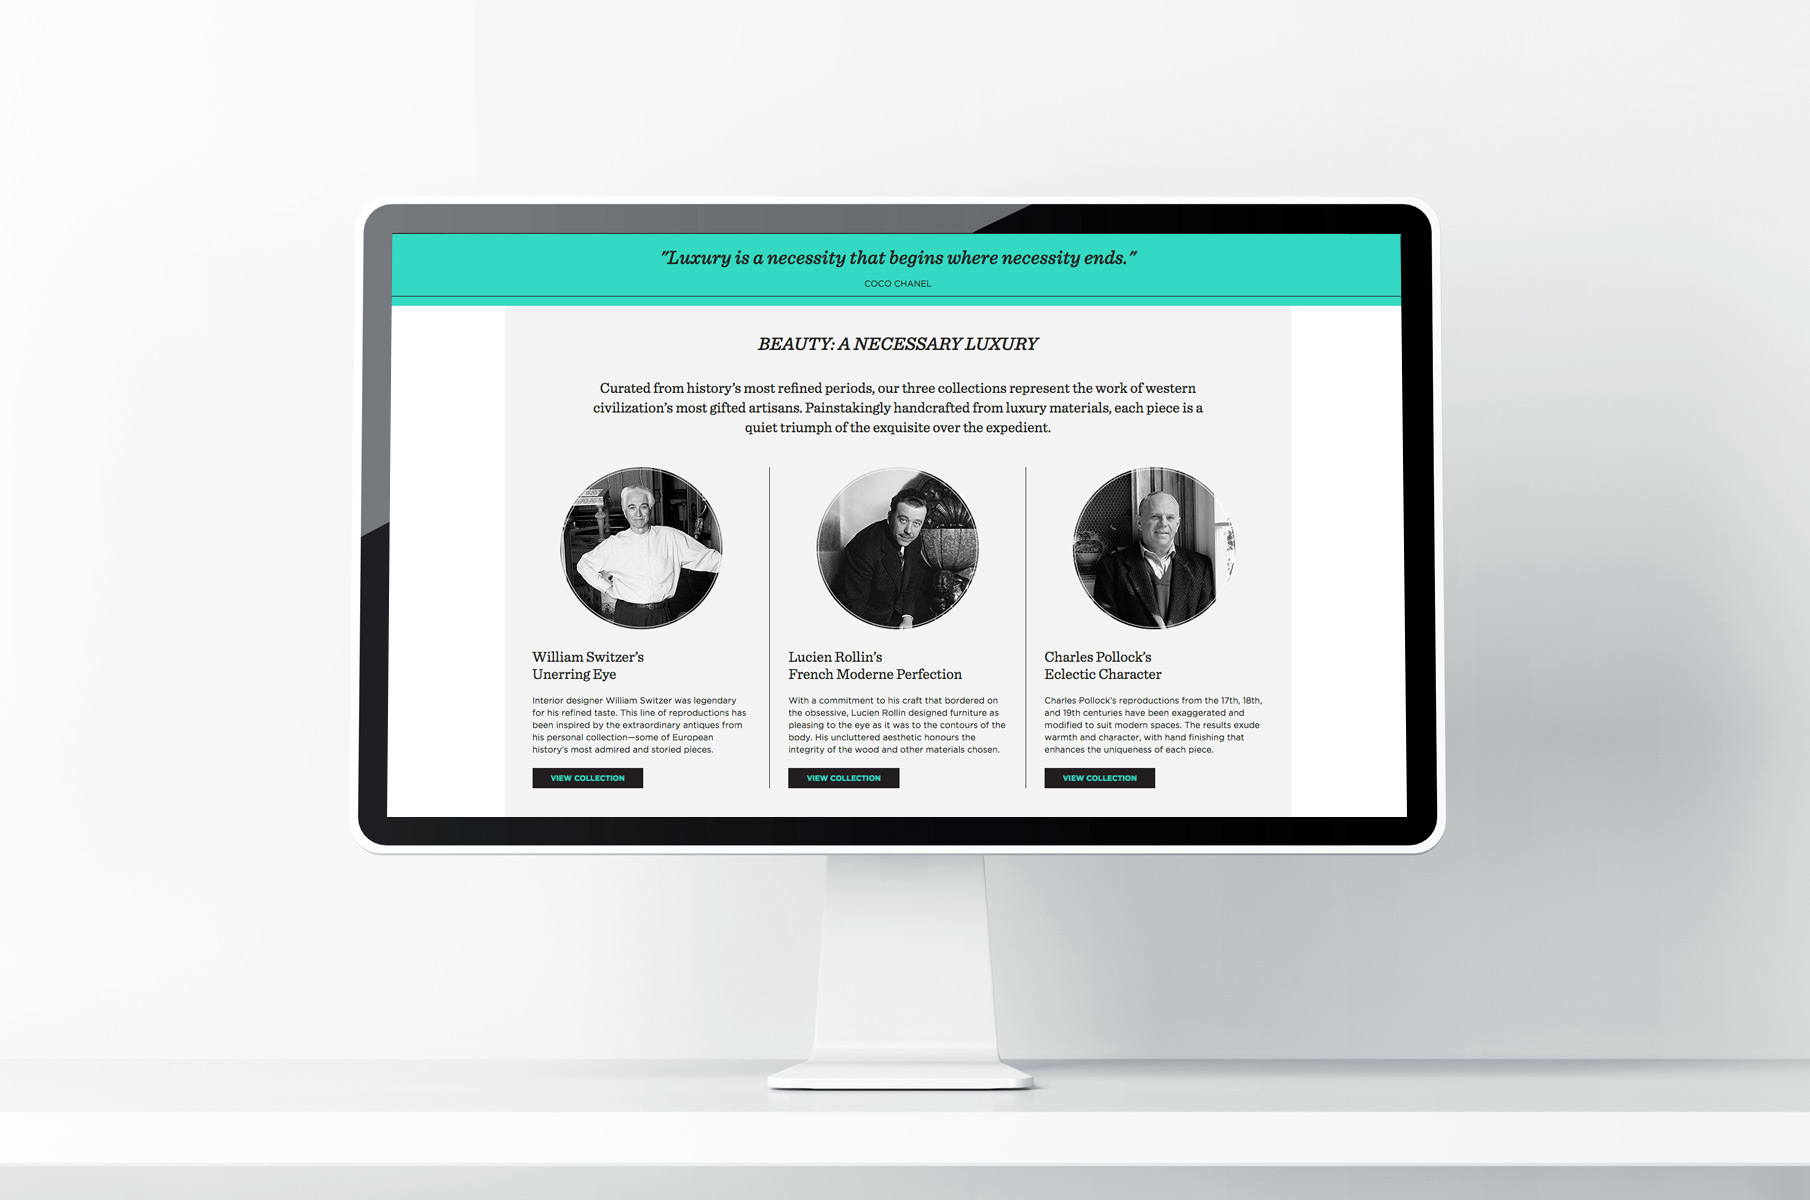 "Luxury is a necessity that begins where necessity ends."
COCO CHANEL
BEAUTY: A NECESSARY LUXURY
Curated from history's most refined periods, our three collections represent the work of western
civilization's most gifted artisans. Painstakingly handcrafted from luxury materials, each piece is a
quiet triumph of the exquisite over the expedient.
William Switzer's
Unerring Eye
Interior designer William Switzer was legendary
for his refined taste. This line of reproductions has
been inspired by the extraordinary antiques from
his personal collection—some of European
history's most admired and storied pieces.
VIEW COLLECTION
Lucien Rollin's
French Moderne Perfection
With a commitment to his craft that bordered on
the obsessive, Lucien Rollin designed furniture as
pleasing to the eye as it was to the contours of the
body. His uncluttered aesthetic honours the
integrity of the wood and other materials chosen.
VIEW COLLECTION
Charles Pollock's
Eclectic Character
Charles Pollock's reproductions from the 17th, 18th,
and 19th centuries have been exaggerated and
modified to suit modern spaces. The results exude
warmth and character, with hand finishing that
enhances the uniqueness of each piece.
VIEW COLLECTION